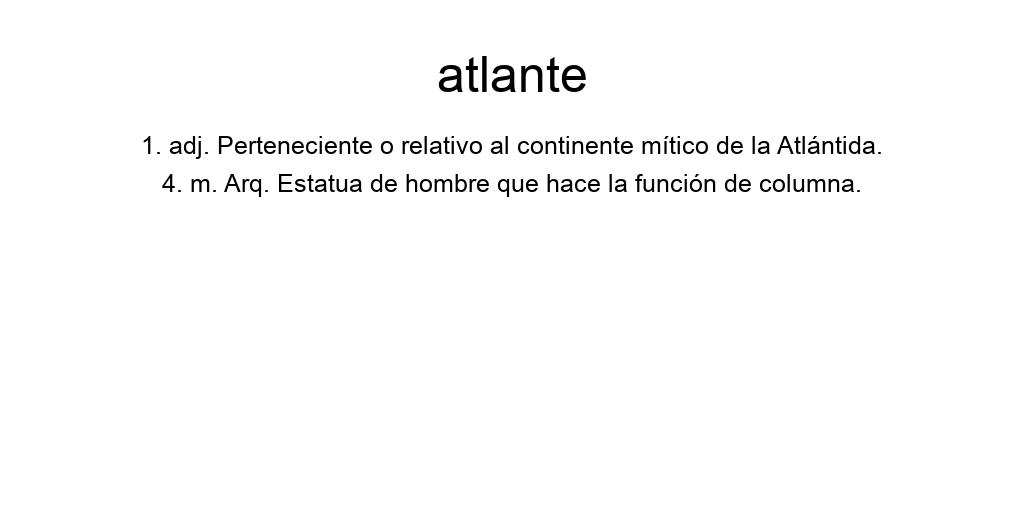 atlante
1. adj. Perteneciente o relativo al continente mítico de la Atlántida.
4. m. Arq. Estatua de hombre que hace la función de columna.